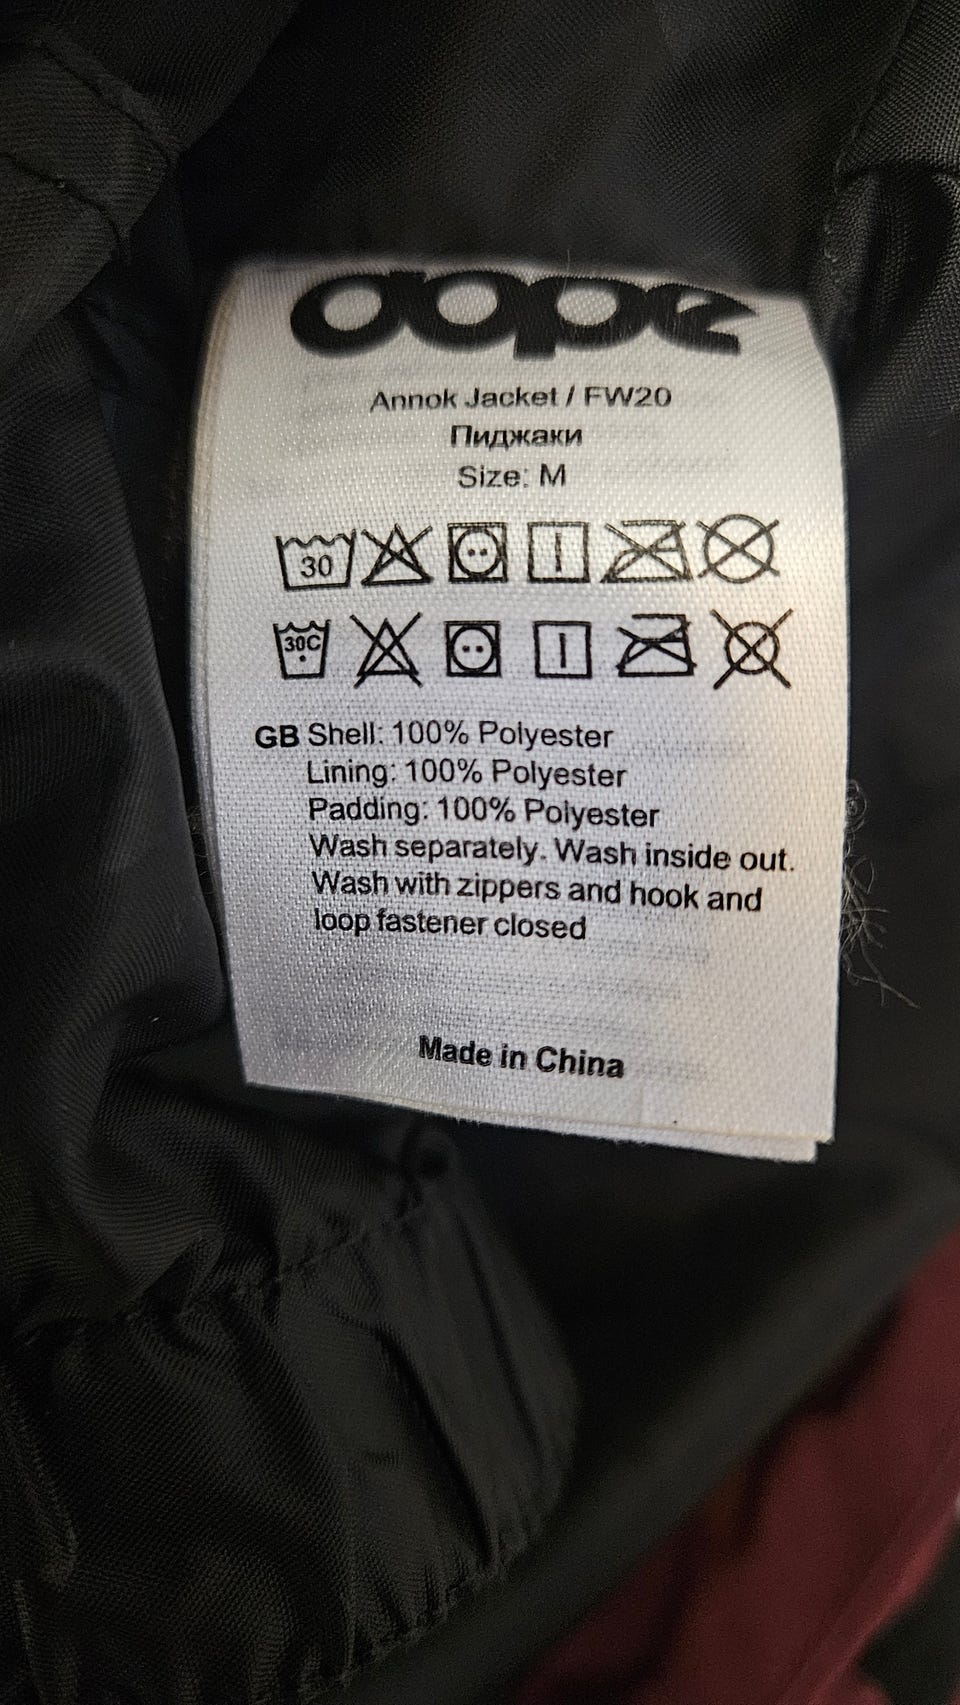 dope
Annok Jacket / FW20
Пиджаки
Size: M
30
30C
GB Shell: 100% Polyester
Lining: 100% Polyester
Padding: 100% Polyester
Wash separately. Wash inside out.
Wash with zippers and hook and
loop fastener closed
Made in China